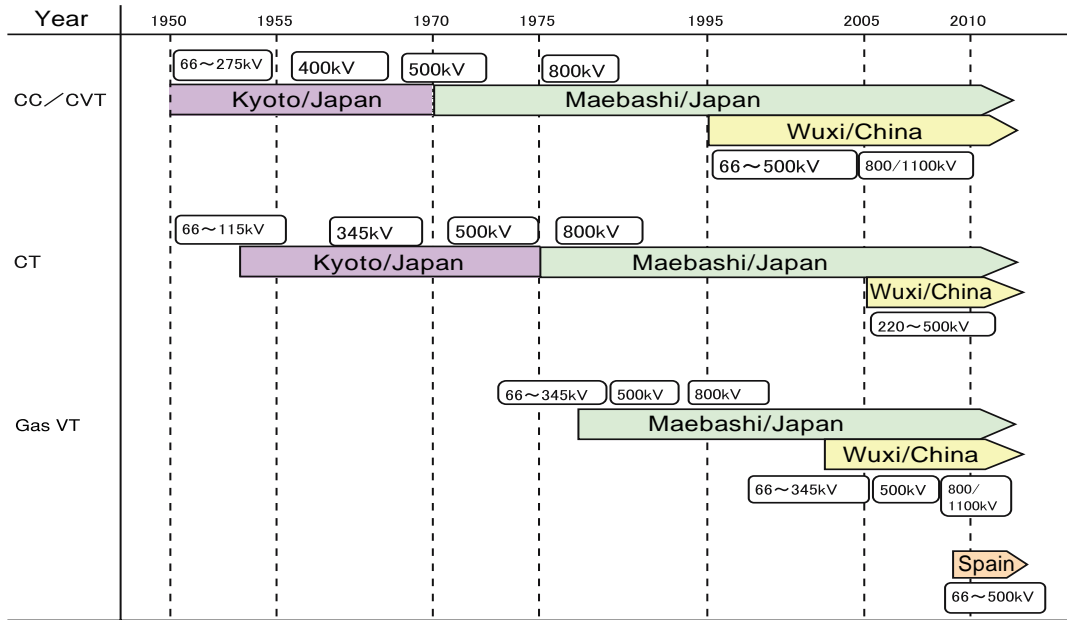 Year 1950 1955 1970 1975 1995 2005 2010
66～275kV 400kV 500kV 800kV
CC／CVT Kyoto/Japan Maebashi/Japan
Wuxi/China
66～500kV 800/1100kV
66～115kV 345kV 500kV 800kV
CT Kyoto/Japan Maebashi/Japan
Wuxi/China
220～500kV
66～345kV 500kV 800kV
Gas VT Maebashi/Japan
Wuxi/China
66～345kV 500kV 800/
1100kV
Spain
66～500kV